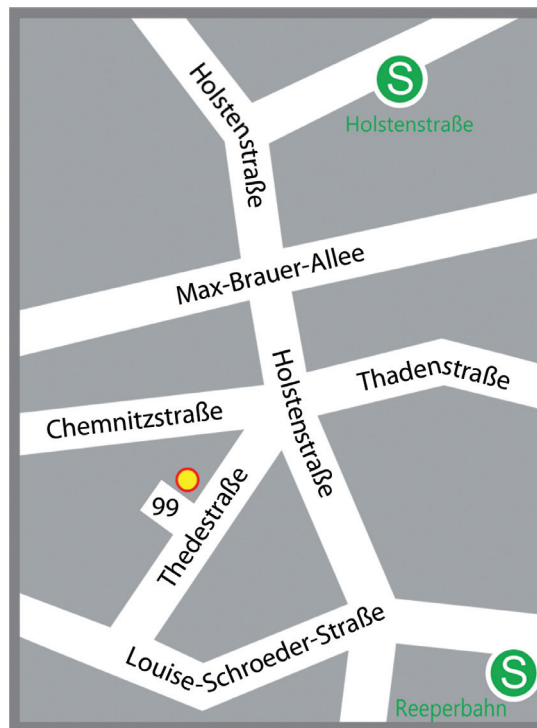 S
Holstenstraße
Holstenstraße
Max-Brauer-Allee
Holstenstraße
Thadenstraße
Chemnitzstraße
99
Thedestraße
Louise-Schroeder-Straße
S
Reeperbahn